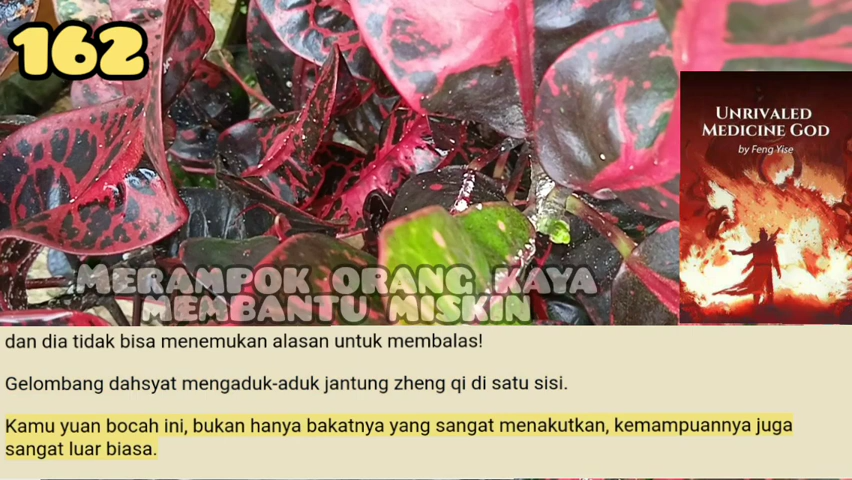 162
UNRIVALED
MEDICINE GOD
by Feng Yise
MERAMPOK ORANG KAYA
MEMBANTU MISKIN
dan dia tidak bisa menemukan alasan untuk membalas!
Gelombang dahsyat mengaduk-aduk jantung zheng qi di satu sisi.
Kamu yuan bocah ini, bukan hanya bakatnya yang sangat menakutkan, kemampuannya juga
sangat luar biasa.